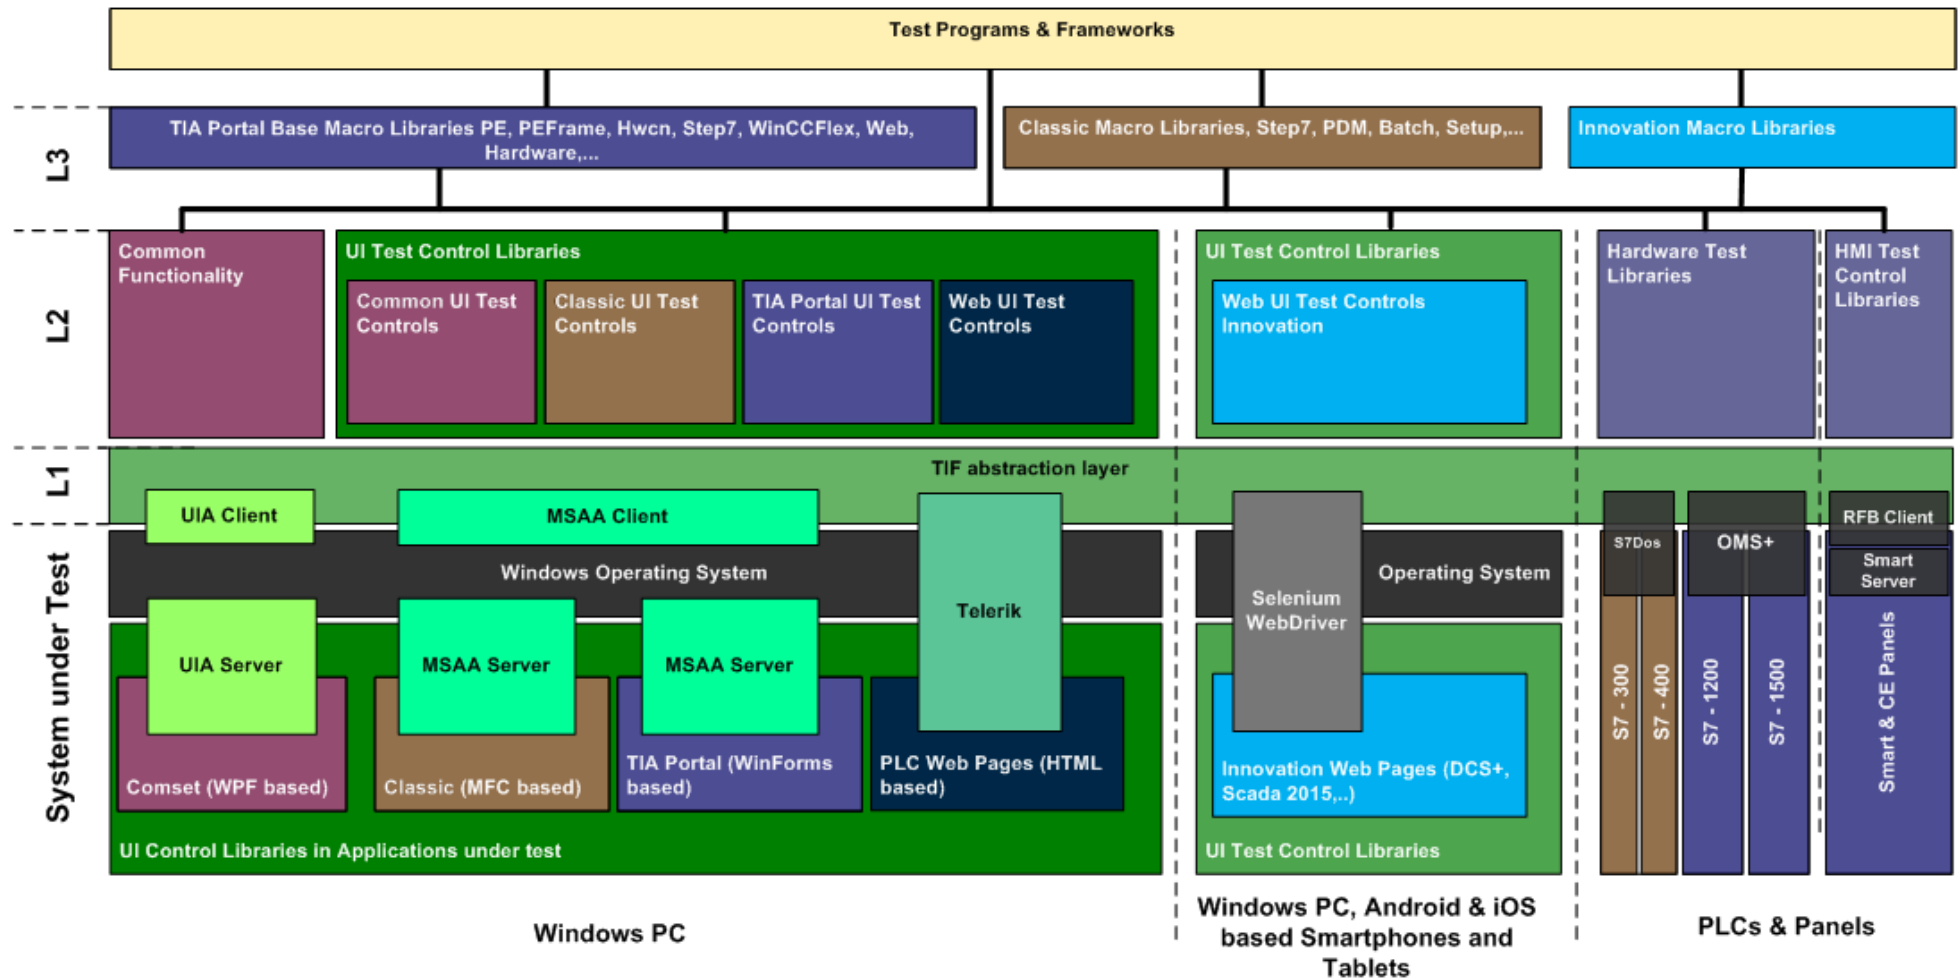 Test Programs & Frameworks
L3
TIA Portal Base Macro Libraries PE, PEFrame, Hwcn, Step7, WinCCFlex, Web,
Hardware,...
Classic Macro Libraries, Step7, PDM, Batch, Setup,...
Innovation Macro Libraries
L2
Common
Functionality
UI Test Control Libraries
Common UI Test
Controls
Classic UI Test
Controls
TIA Portal UI Test
Controls
Web UI Test
Controls
UI Test Control Libraries
Web UI Test Controls
Innovation
Hardware Test
Libraries
HMI Test
Control
Libraries
L1
TIF abstraction layer
UIA Client
MSAA Client
System under Test
Windows Operating System
Telerik
Selenium
WebDriver
Operating System
S7Dos
OMS+
RFB Client
Smart
Server
UIA Server
MSAA Server
MSAA Server
Comset (WPF based)
Classic (MFC based)
TIA Portal (WinForms
based)
PLC Web Pages (HTML
based)
Innovation Web Pages (DCS+,
Scada 2015,..)
S7 - 300
S7 - 400
S7 - 1200
S7 - 1500
Smart & CE Panels
UI Control Libraries in Applications under test
UI Test Control Libraries
Windows PC
Windows PC, Android & iOS
based Smartphones and
Tablets
PLCs & Panels